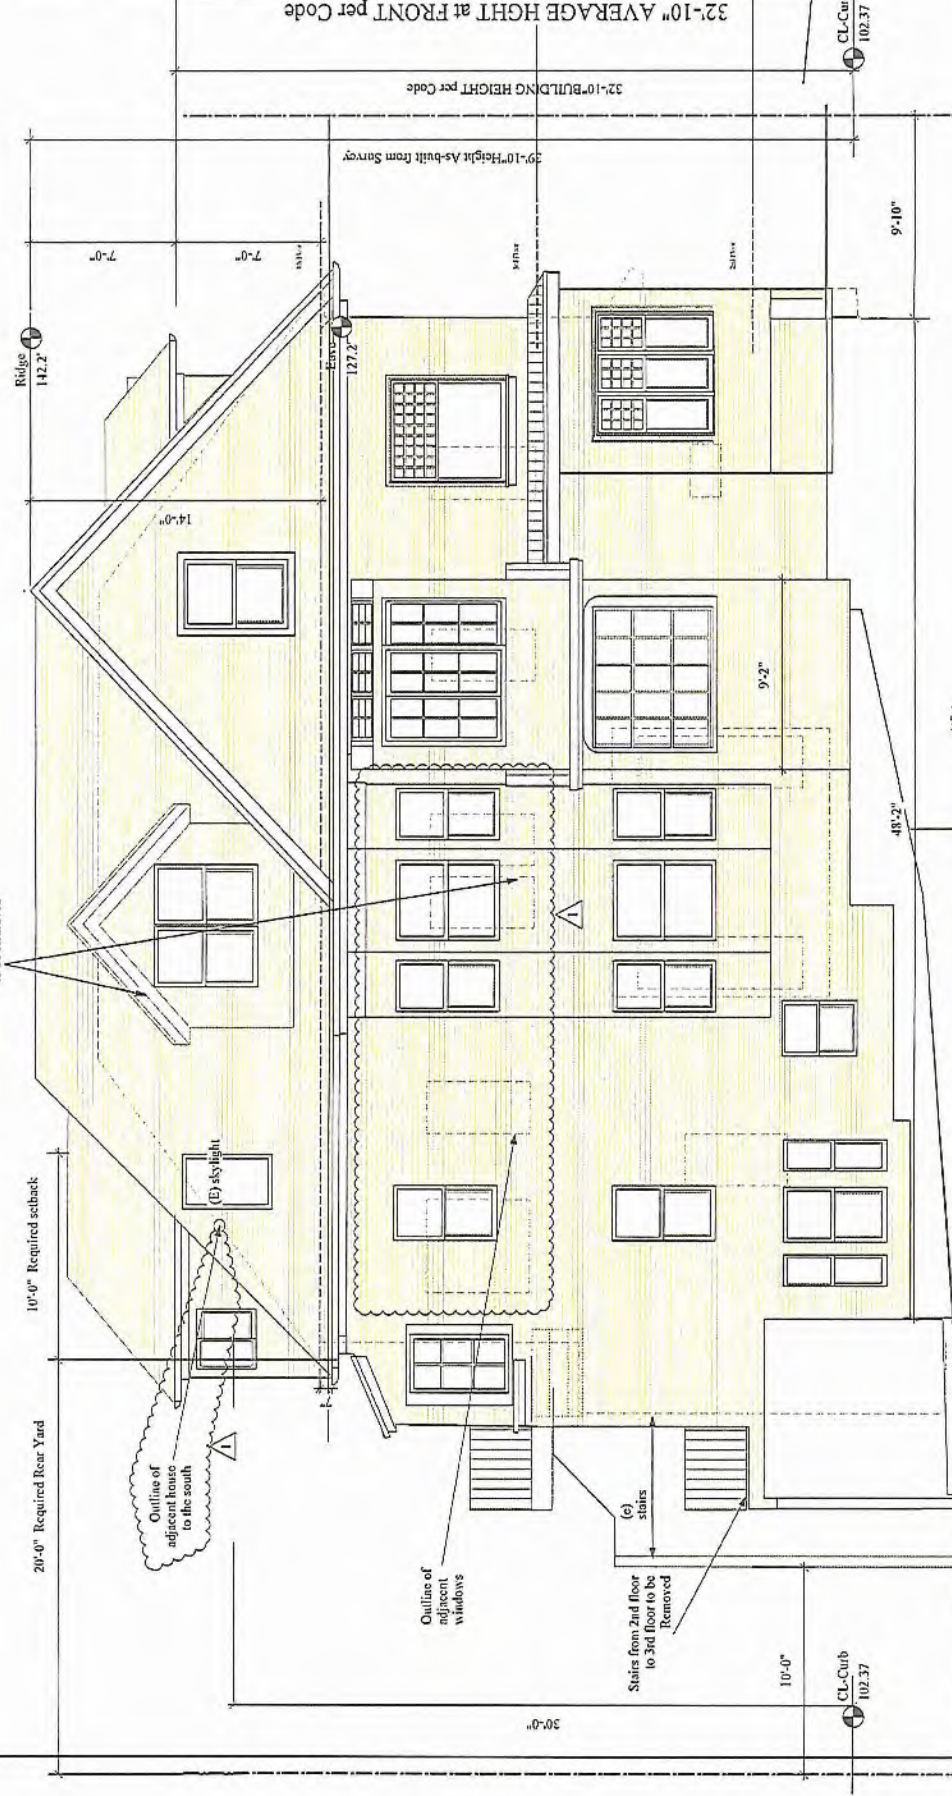 32'-10" AVERAGE HGHT at FRONT per Code
32'-10"BUILDING HEIGHT per Code
39'-10"Height As-built from Survey
CL-Cur
102.37
9'-10"
Ridge
142.2'
7'-0"
7'-0"
14'-0"
127.2'
9'-2"
48'-2"
1
10'-0" Required setback
20'-0" Required Rear Yard
(E) skylight
Outline of
adjacent house
to the south
1
Outline of
adjacent
windows
(e)
stairs
Stairs from 2nd floor
to 3rd floor to be
Removed
10'-0"
30'-0"
CL-Curb
102.37